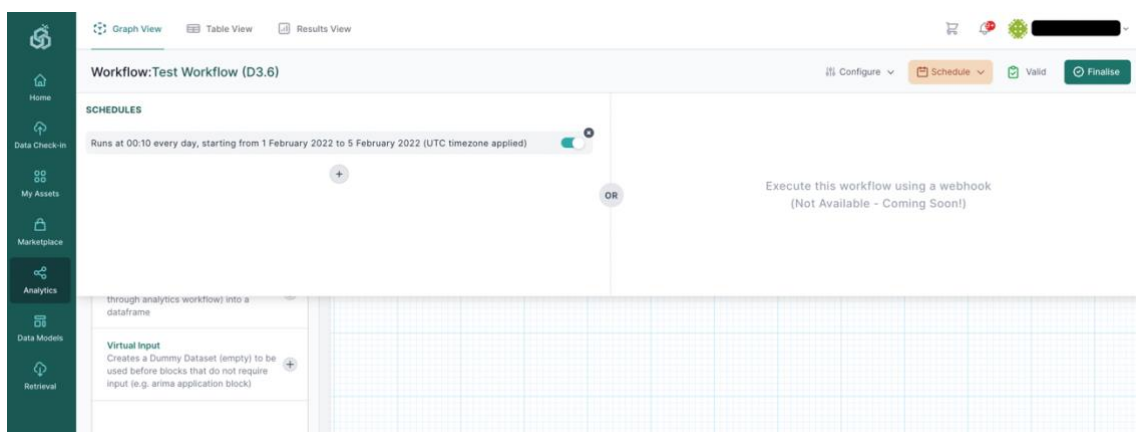 Graph View
Table View
Results View
Workflow:Test Workflow (D3.6)
Configure
Schedule
Valid
Finalise
Home
Data Check-in
My Assets
Marketplace
Analytics
Data Models
Retrieval
SCHEDULES
Runs at 00:10 every day, starting from 1 February 2022 to 5 February 2022 (UTC timezone applied)
+
OR
Execute this workflow using a webhook
(Not Available - Coming Soon!)
through analytics workflow) into a
dataframe
Virtual Input
Creates a Dummy Dataset (empty) to be
used before blocks that do not require
input (e.g. arima application block)
+